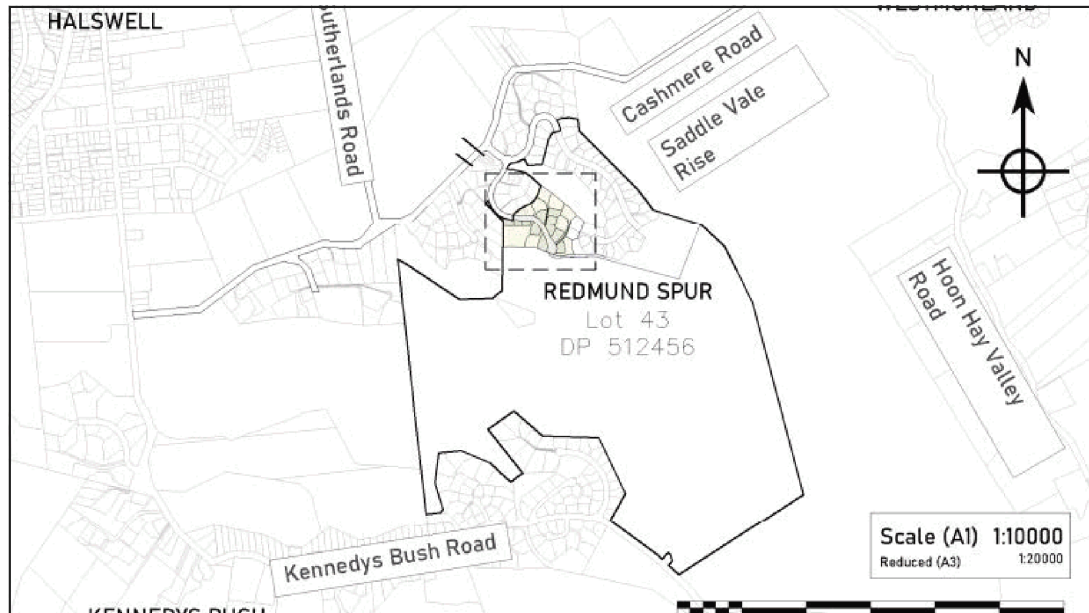 HALSWELL
WESTMORLAND
Sutherlands Road
Cashmere Road
Saddle Vale
Rise
N
REDMUND SPUR
Lot 43
DP 512456
Hoon Hay Valley
Road
Kennedys Bush Road
Scale (A1) 1:10000
Reduced (A3) 1:20000
KENNEDYS BUSH